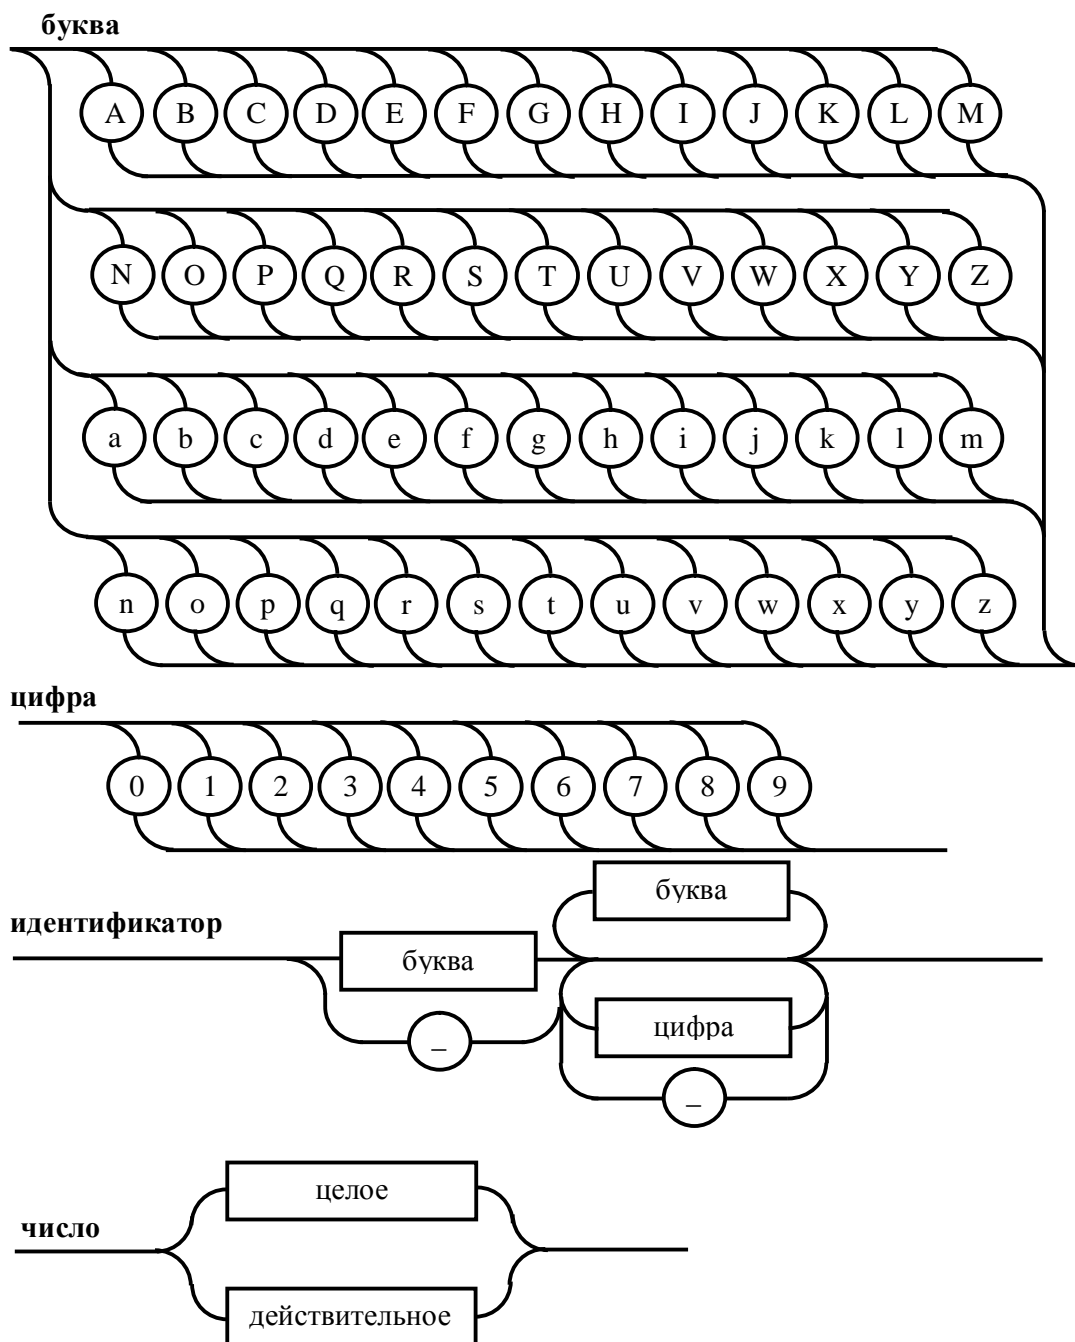 буква
A B C D E F G H I J K L M
N O P Q R S T U V W X Y Z
a b c d e f g h i j k l m
n o p q r s t u v w x y z
цифра
0 1 2 3 4 5 6 7 8 9
буква
идентификатор
буква
цифра
_
_
целое
число
действительное